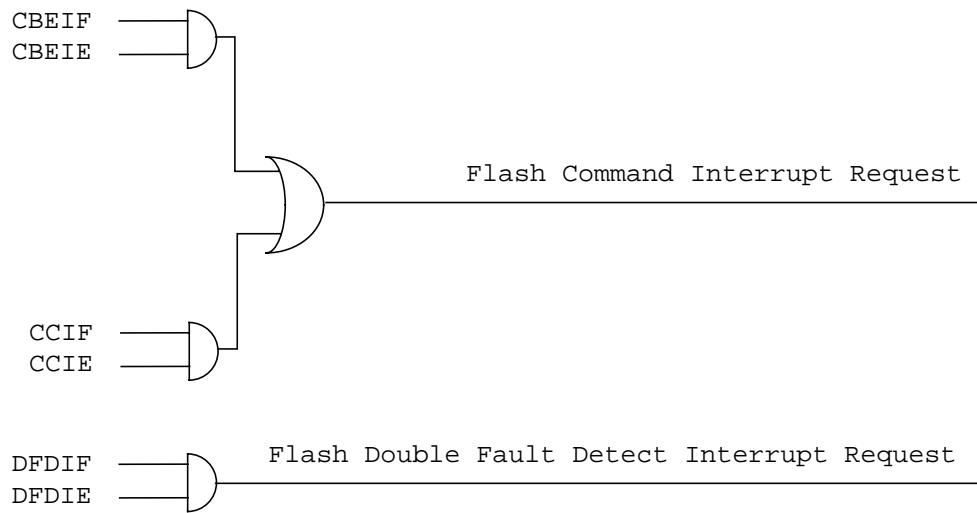 CBEIF
CBEIE
Flash Command Interrupt Request
CCIF
CCIE
DFDIF
Flash Double Fault Detect Interrupt Request
DFDIE